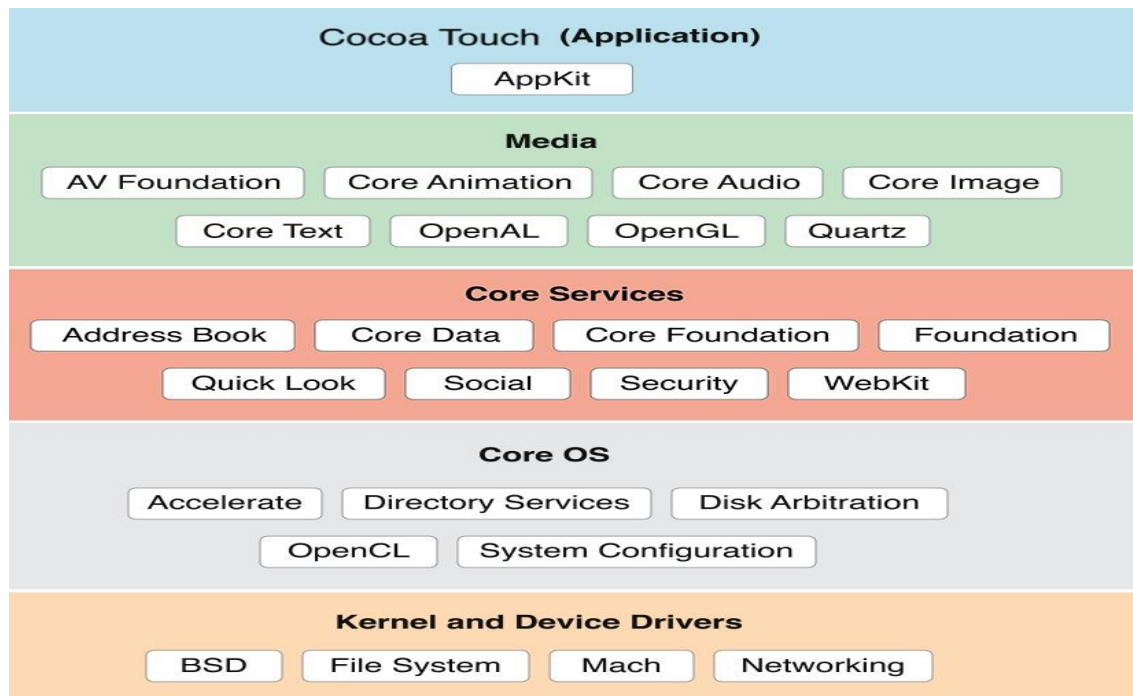 Cocoa Touch (Application)
AppKit
Media
AV Foundation Core Animation Core Audio Core Image
Core Text OpenAL OpenGL Quartz
Core Services
Address Book Core Data Core Foundation Foundation
Quick Look Social Security WebKit
Core OS
Accelerate Directory Services Disk Arbitration
OpenCL System Configuration
Kernel and Device Drivers
BSD File System Mach Networking